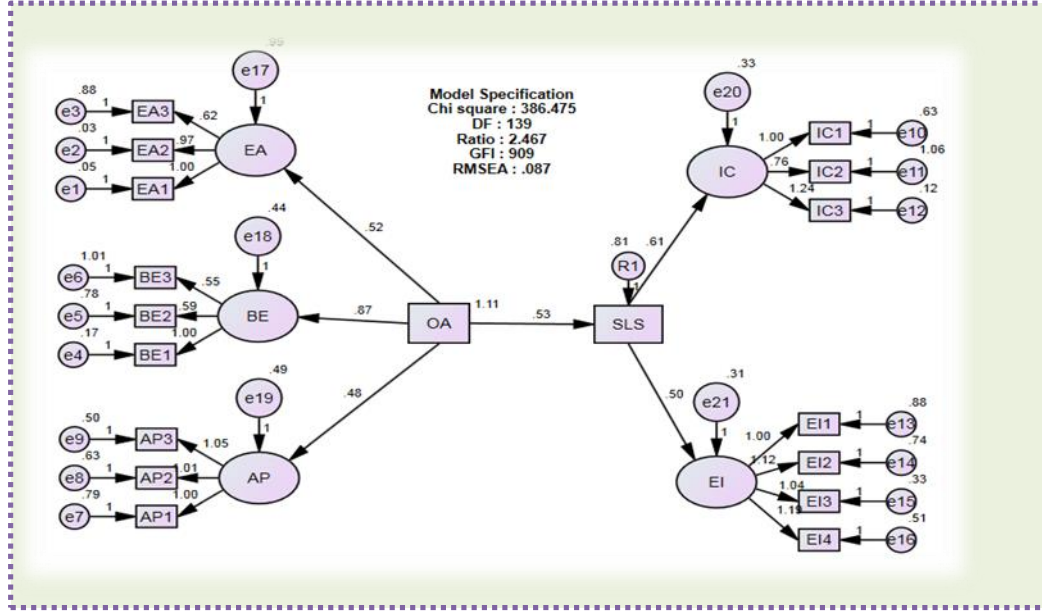 Model Specification
Chi square : 386.475
DF : 139
Ratio : 2.467
GFI : 909
RMSEA : .087
e17
1
.88
e3
1
EA3
.62
.03
e2
1
EA2
.97
.05
e1
1
EA1
1.00
EA
.52
.44
e18
1
1.01
e6
1
BE3
.55
.78
e5
1
BE2
.59
.17
e4
1
BE1
1.00
BE
.87
.49
e19
1
.50
e9
1
AP3
1.05
.63
e8
1
AP2
1.01
.79
e7
1
AP1
1.00
AP
.48
OA
1.11
.53
.81
R1
1
SLS
.61
.33
e20
1
IC
1.00
IC1
1
.63
e10
.76
IC2
1
1.06
e11
1.24
IC3
1
.12
e12
.50
.31
e21
1
EI
1.00
EI1
1
.88
e13
1.12
EI2
1
.74
e14
1.04
EI3
1
.33
e15
1.19
EI4
1
.51
e16